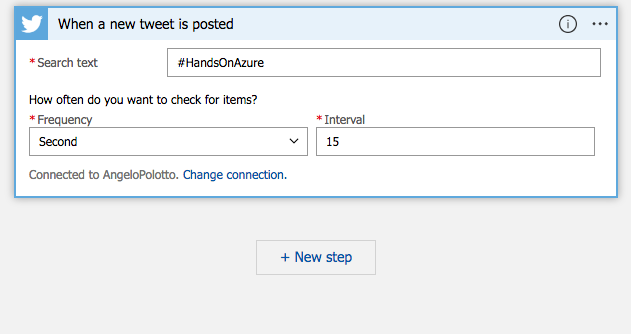 When a new tweet is posted
* Search text
#HandsOnAzure
How often do you want to check for items?
* Frequency
* Interval
Second
15
Connected to AngeloPolotto. Change connection.
+ New step